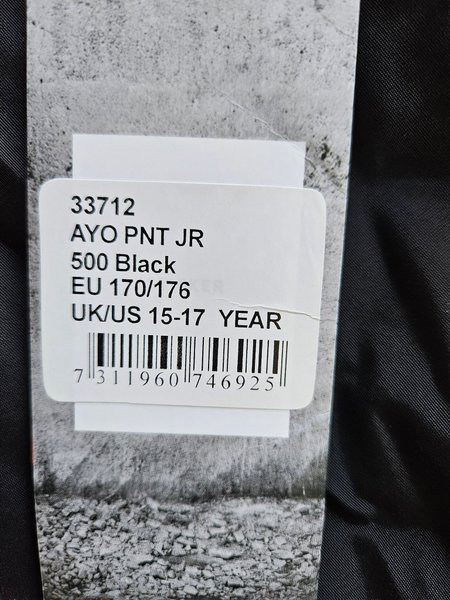 33712
AYO PNT JR
500 Black
EU 170/176
UK/US 15-17 YEAR
7 311960 746925